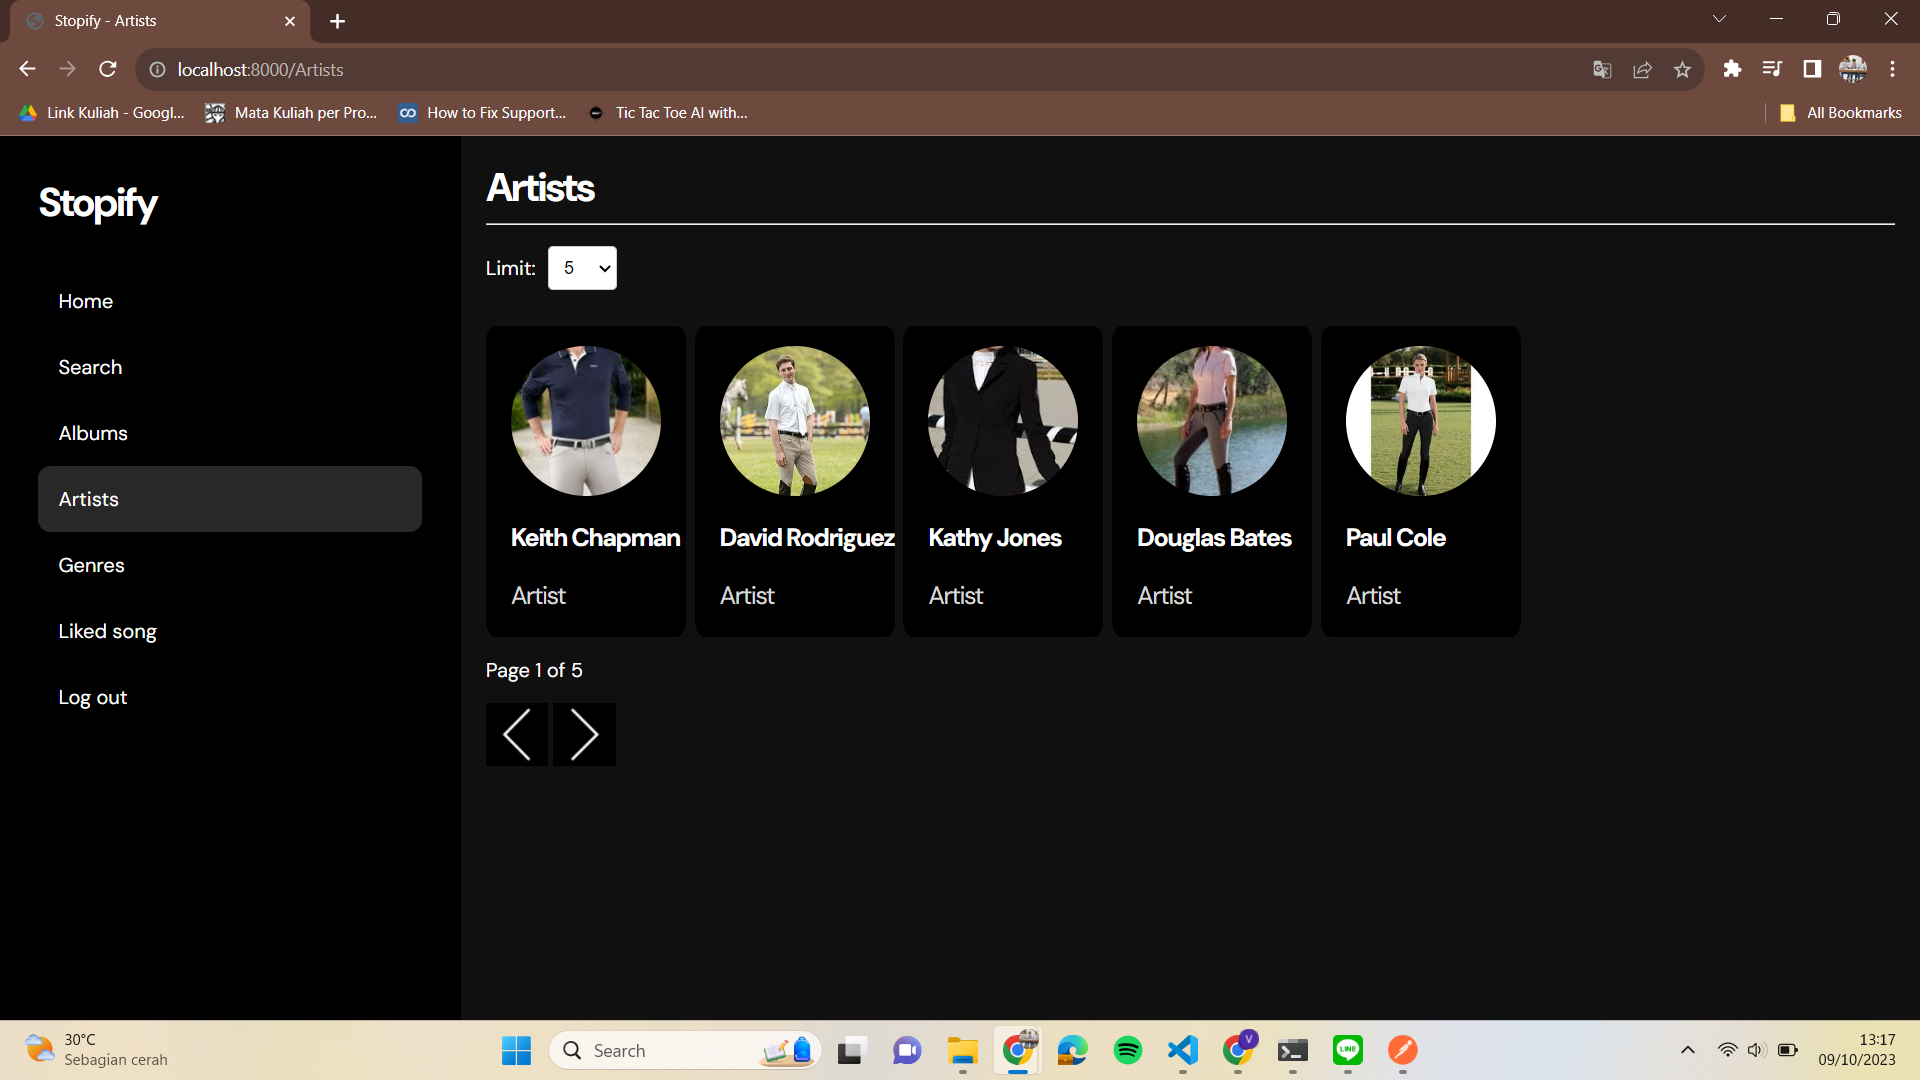 Stopify - Artists
localhost:8000/Artists
Link Kuliah - Googl...
Mata Kuliah per Pro...
How to Fix Support...
Tic Tac Toe AI with...
All Bookmarks
Stopify
Home
Search
Albums
Artists
Genres
Liked song
Log out
Artists
Limit: 5
Keith Chapman
Artist
David Rodriguez
Artist
Kathy Jones
Artist
Douglas Bates
Artist
Paul Cole
Artist
Page 1 of 5
30°C
Sebagian cerah
Search
V
LINE
13:17
09/10/2023